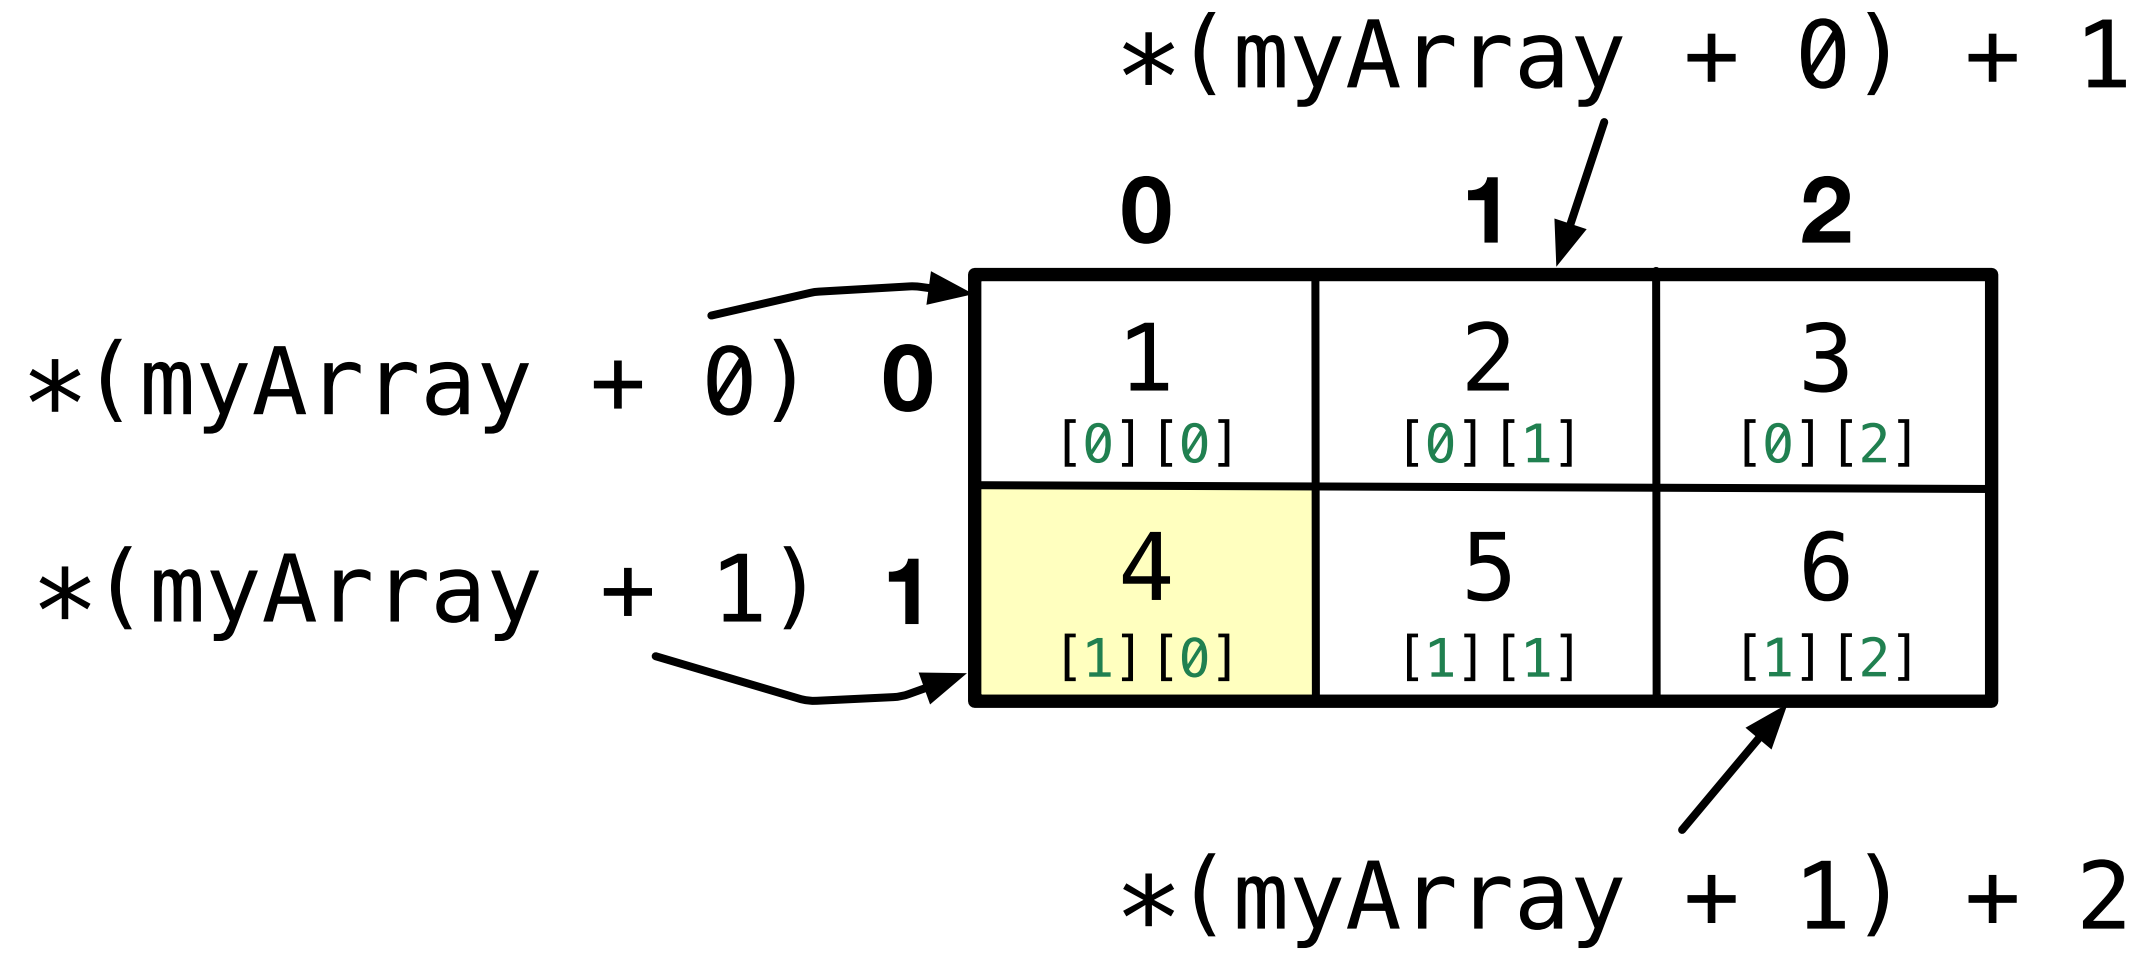 *(myArray + 0) + 1
0 1 2
*(myArray + 0) 0 1 2 3
[0][0] [0][1] [0][2]
*(myArray + 1) 1 4 5 6
[1][0] [1][1] [1][2]
*(myArray + 1) + 2